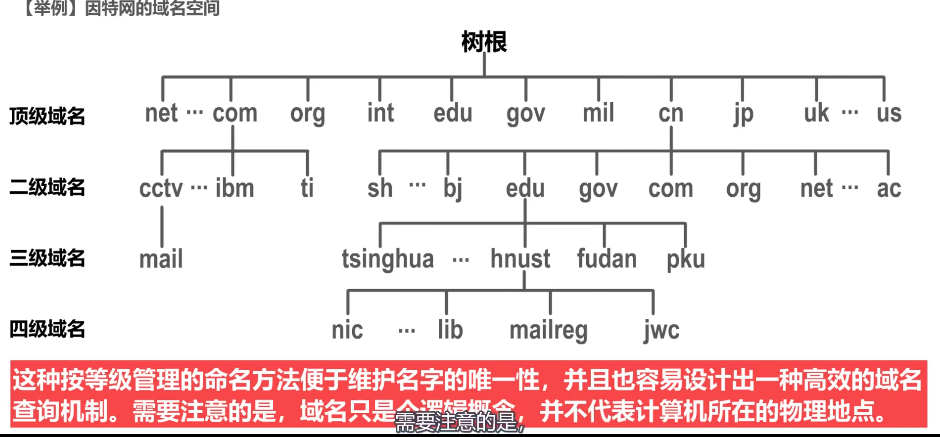 【举例】因特网的域名空间
树根
顶级域名 net ··· com org int edu gov mil cn jp uk ··· us
二级域名 cctv ··· ibm ti sh ··· bj edu gov com org net ··· ac
三级域名 mail tsinghua ··· hnust fudan pku
四级域名 nic ··· lib mailreg jwc
这种按等级管理的命名方法便于维护名字的唯一性，并且也容易设计出一种高效的域名
查询机制。需要注意的是，域名只是个逻辑概念，并不代表计算机所在的物理地点。
需要注意的是，